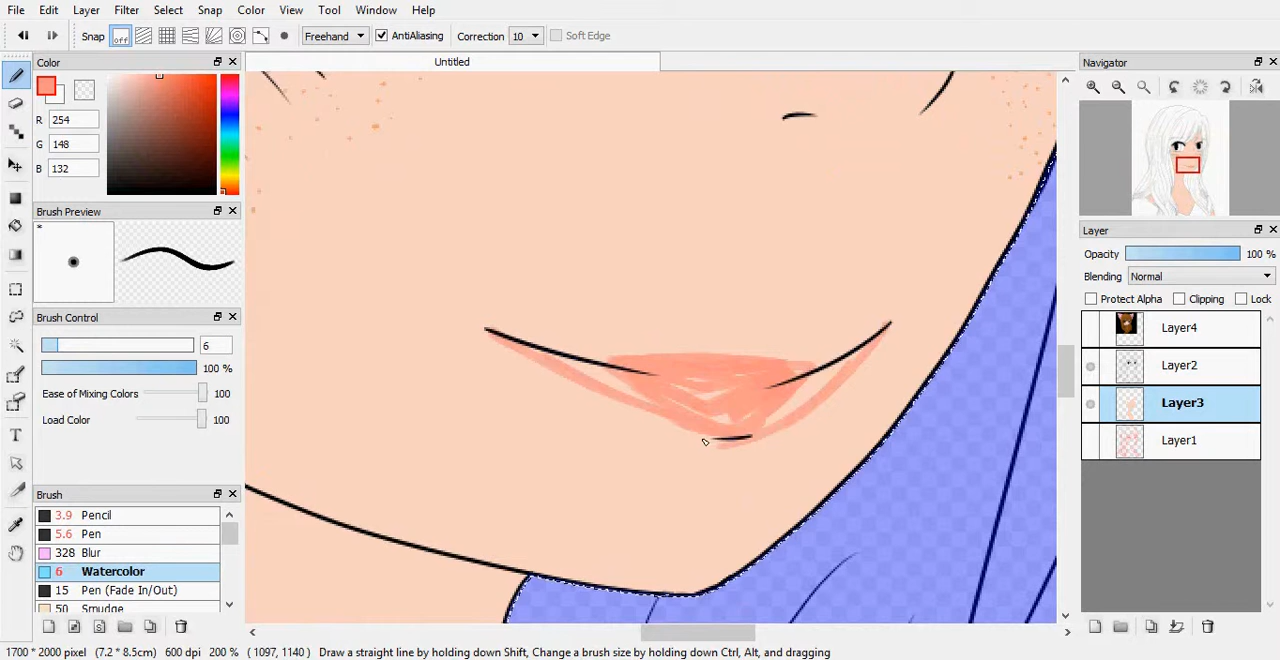 File Edit Layer Filter Select Snap Color View Tool Window Help
Snap off Freehand AntiAliasing Correction 10 Soft Edge
Color
Untitled
Navigator
R 254
G 148
B 132
Brush Preview
*
Layer
Opacity 100 %
Blending Normal
Protect Alpha Clipping Lock
Layer4
Layer2
Layer3
Layer1
Brush Control
6
100 %
Ease of Mixing Colors 100
Load Color 100
Brush
3.9 Pencil
5.6 Pen
328 Blur
6 Watercolor
15 Pen (Fade In/Out)
50 Smudge
1700 * 2000 pixel (7.2 * 8.5cm) 600 dpi 200 % ( 1097, 1140 ) Draw a straight line by holding down Shift, Change a brush size by holding down Ctrl, Alt, and dragging